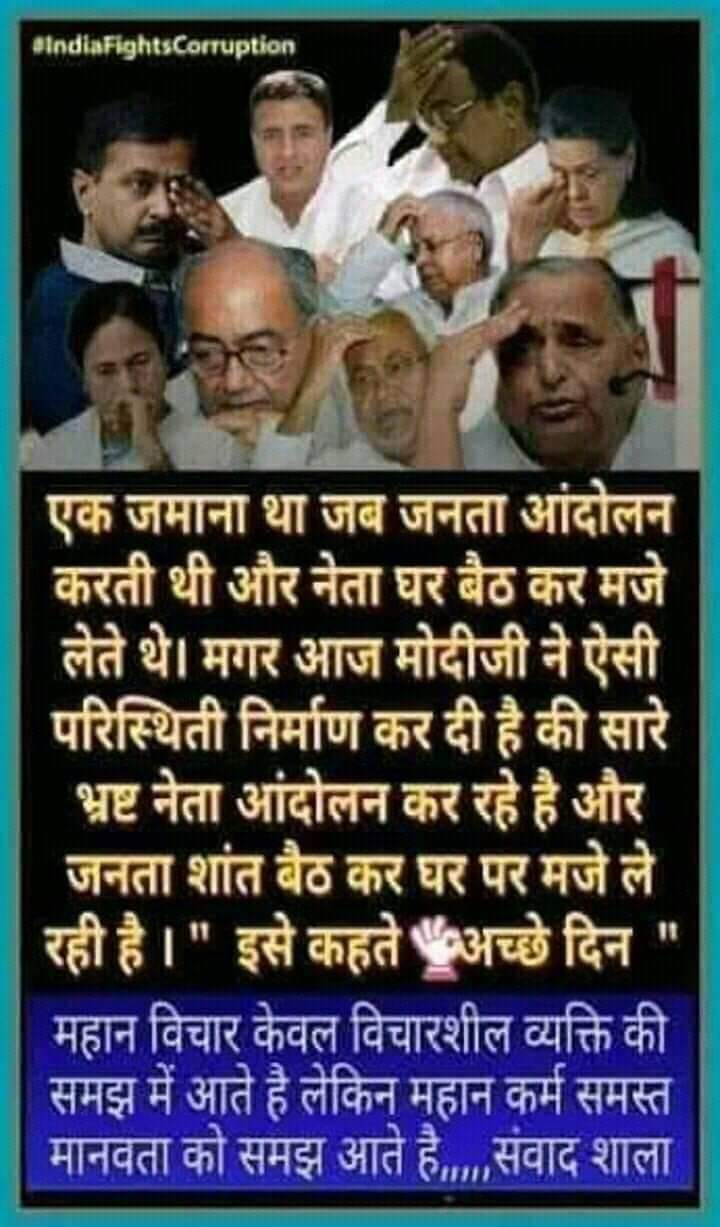 #IndiaFightsCorruption
एक जमाना था जब जनता आंदोलन
करती थी और नेता घर बैठ कर मजे
लेते थे। मगर आज मोदीजी ने ऐसी
परिस्थिती निर्माण कर दी है की सारे
भ्रष्ट नेता आंदोलन कर रहे है और
जनता शांत बैठ कर घर पर मजे ले
रही है । " इसे कहते 👌अच्छे दिन "
महान विचार केवल विचारशील व्यक्ति की
समझ में आते है लेकिन महान कर्म समस्त
मानवता को समझ आते है,,,,,संवाद शाला